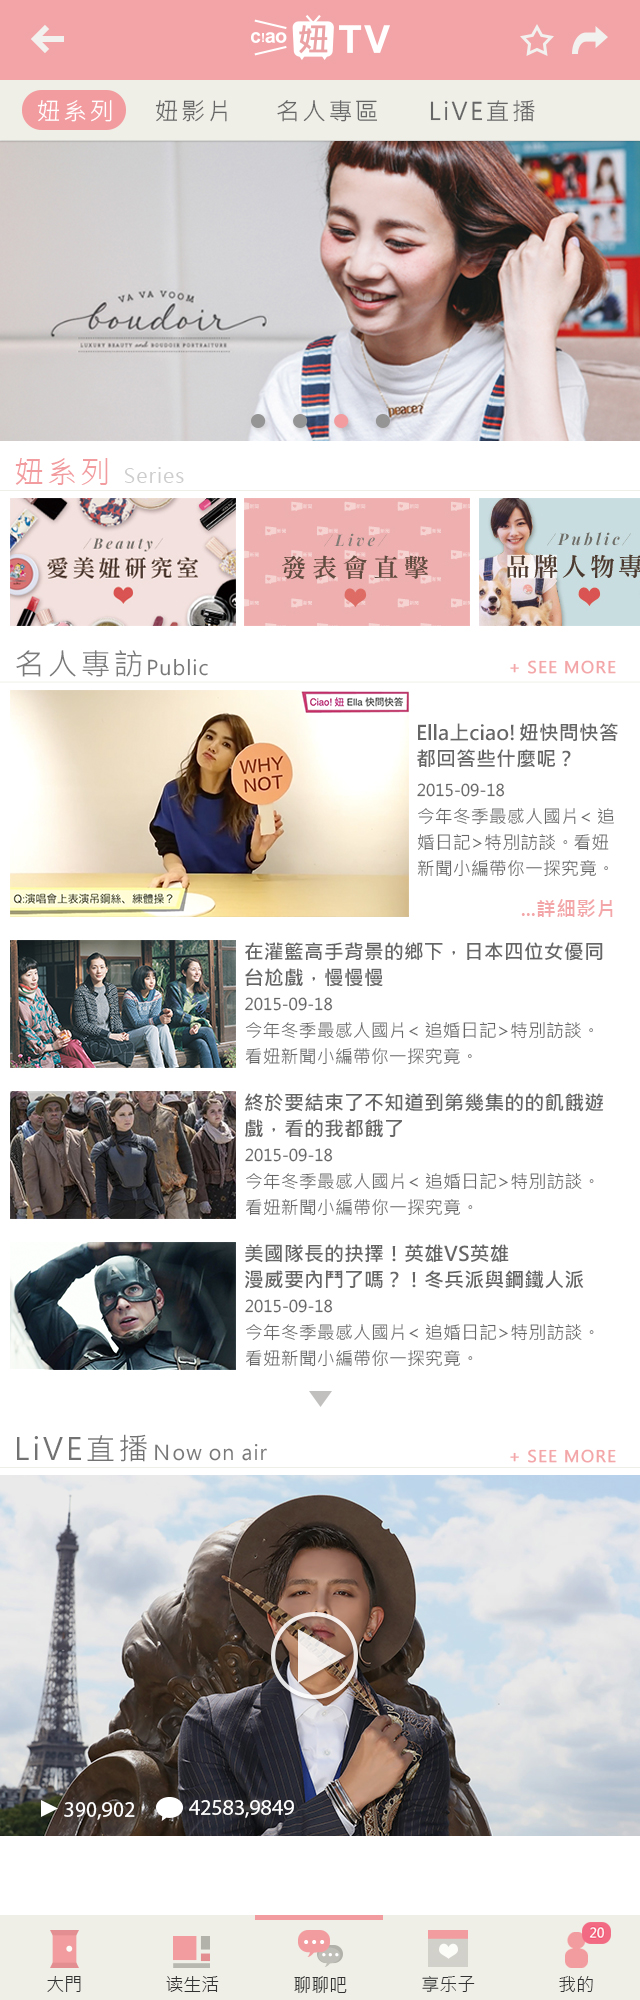 C!ao 妞 TV
妞系列 妞影片 名人專區 LiVE直播
VA VA VOOM
boudoir
LUXURY BEAUTY and BOUDOIR PORTRAITURE
peace?
妞系列 Series
/Beauty/
愛美妞研究室
/Live/
發表會直擊
/Public/
品牌人物專
名人專訪Public
+ SEE MORE
Ciao! 妞 Ella 快問快答
WHY
NOT
Q:演唱會上表演吊鋼絲、練體操？
Ella上ciao! 妞快問快答
都回答些什麼呢？
2015-09-18
今年冬季最感人國片< 追
婚日記>特別訪談。看妞
新聞小編帶你一探究竟。
...詳細影片
在灌籃高手背景的鄉下，日本四位女優同
台尬戲，慢慢慢
2015-09-18
今年冬季最感人國片< 追婚日記>特別訪談。
看妞新聞小編帶你一探究竟。
終於要結束了不知道到第幾集的的飢餓遊
戲，看的我都餓了
2015-09-18
今年冬季最感人國片< 追婚日記>特別訪談。
看妞新聞小編帶你一探究竟。
美國隊長的抉擇！英雄VS英雄
漫威要內鬥了嗎？！冬兵派與鋼鐵人派
2015-09-18
今年冬季最感人國片< 追婚日記>特別訪談。
看妞新聞小編帶你一探究竟。
LiVE直播 Now on air
+ SEE MORE
390,902 42583,9849
20
大門 读生活 聊聊吧 享乐子 我的